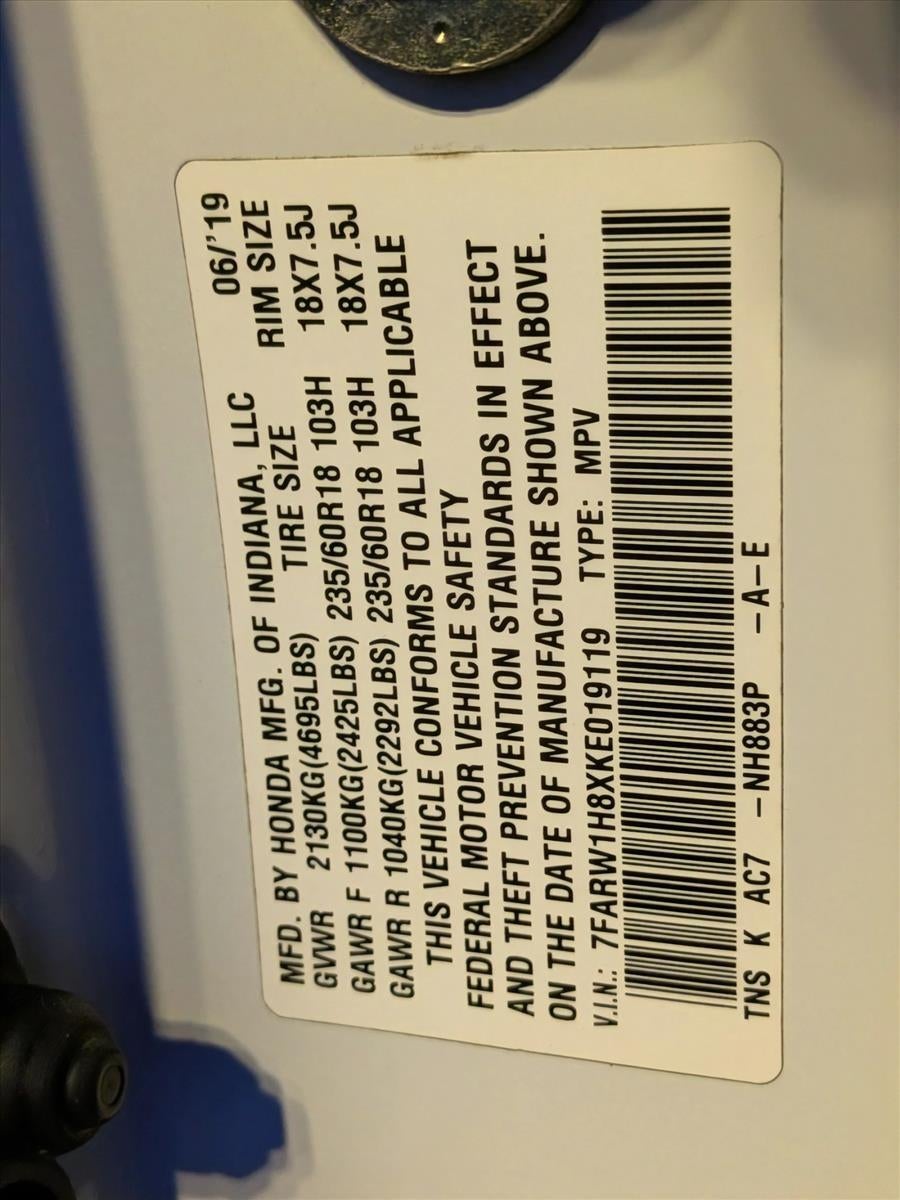 MFD. BY HONDA MFG. OF INDIANA, LLC 06/'19
GVWR 2130KG(4695LBS) TIRE SIZE RIM SIZE
GAWR F 1100KG(2425LBS) 235/60R18 103H 18X7.5J
GAWR R 1040KG(2292LBS) 235/60R18 103H 18X7.5J
THIS VEHICLE CONFORMS TO ALL APPLICABLE
FEDERAL MOTOR VEHICLE SAFETY
AND THEFT PREVENTION STANDARDS IN EFFECT
ON THE DATE OF MANUFACTURE SHOWN ABOVE.
V.I.N.: 7FARW1H8XKE019119 TYPE: MPV
TNS K AC7 -NH883P -A-E